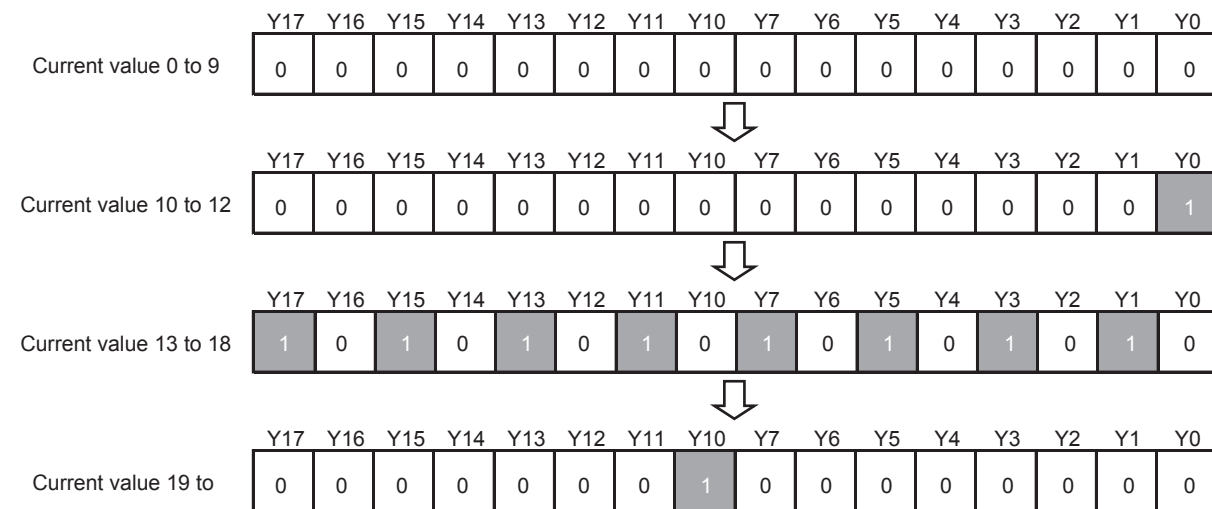 Y17 Y16 Y15 Y14 Y13 Y12 Y11 Y10 Y7 Y6 Y5 Y4 Y3 Y2 Y1 Y0
Current value 0 to 9 0 0 0 0 0 0 0 0 0 0 0 0 0 0 0 0
Y17 Y16 Y15 Y14 Y13 Y12 Y11 Y10 Y7 Y6 Y5 Y4 Y3 Y2 Y1 Y0
Current value 10 to 12 0 0 0 0 0 0 0 0 0 0 0 0 0 0 0 1
Y17 Y16 Y15 Y14 Y13 Y12 Y11 Y10 Y7 Y6 Y5 Y4 Y3 Y2 Y1 Y0
Current value 13 to 18 1 0 1 0 1 0 1 0 1 0 1 0 1 0 1 0
Y17 Y16 Y15 Y14 Y13 Y12 Y11 Y10 Y7 Y6 Y5 Y4 Y3 Y2 Y1 Y0
Current value 19 to 0 0 0 0 0 0 0 1 0 0 0 0 0 0 0 0